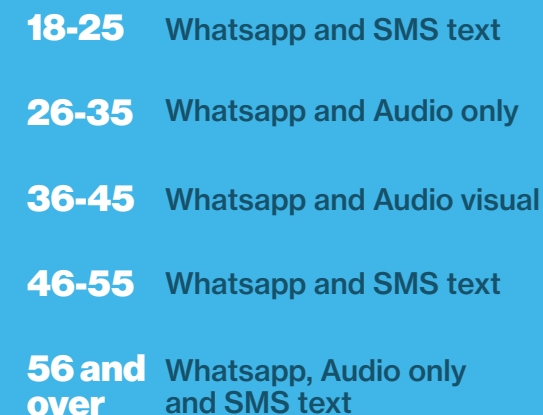 18-25 Whatsapp and SMS text
26-35 Whatsapp and Audio only
36-45 Whatsapp and Audio visual
46-55 Whatsapp and SMS text
56 and Whatsapp, Audio only
over and SMS text